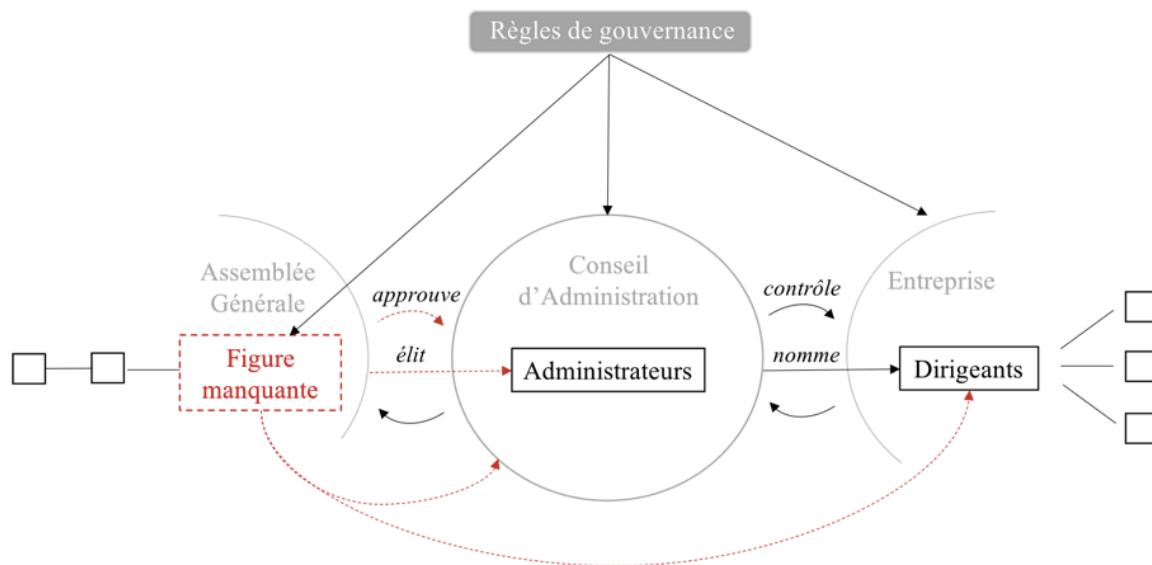 Règles de gouvernance
Assemblée
Générale
approuve
élit
Figure
manquante
Conseil
d'Administration
Administrateurs
contrôle
nomme
Entreprise
Dirigeants